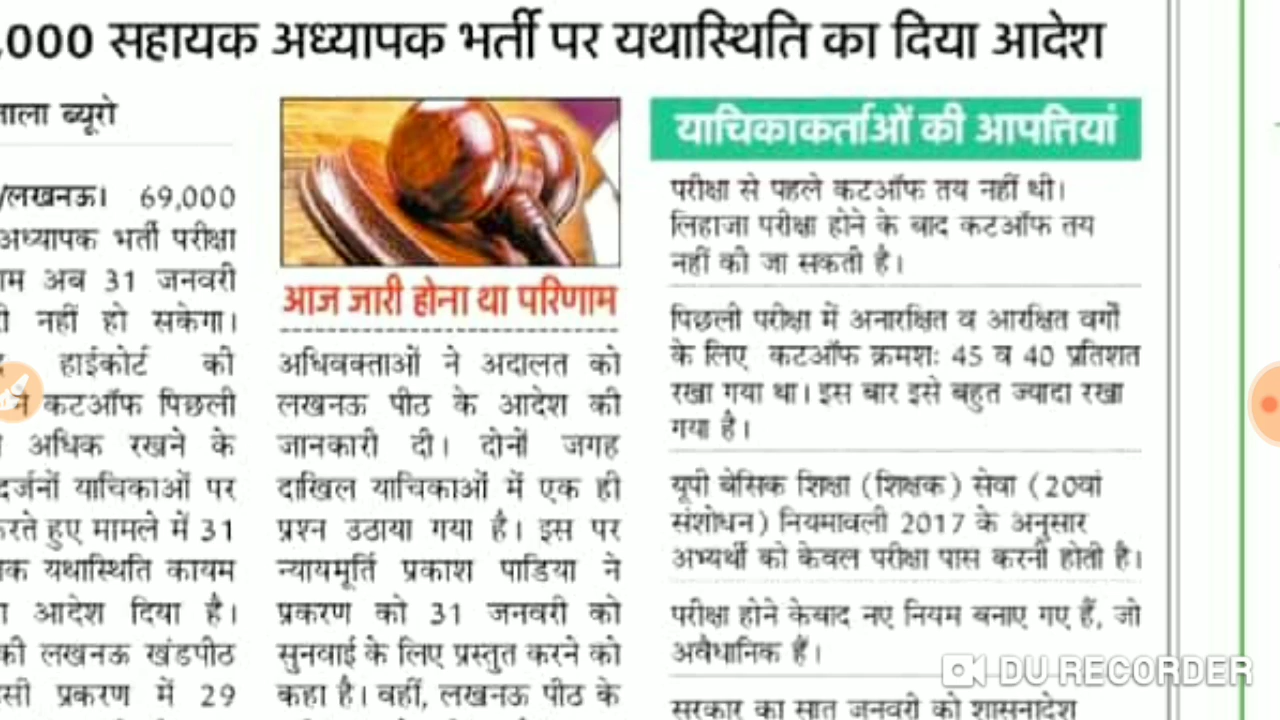 ,000 सहायक अध्यापक भर्ती पर यथास्थिति का दिया आदेश
ब्यूरो
/लखनऊ। 69,000
अध्यापक भर्ती परीक्षा
अब 31 जनवरी
नहीं हो सकेगा।
हाईकोर्ट की
कटऑफ पिछली
अधिक रखने के
दर्जनों याचिकाओं पर
हुए मामले में 31
यथास्थिति कायम
आदेश दिया है।
की लखनऊ खंडपीठ
प्रकरण में 29
आज जारी होना था परिणाम
अधिवक्ताओं ने अदालत को
लखनऊ पीठ के आदेश की
जानकारी दी। दोनों जगह
दाखिल याचिकाओं में एक ही
प्रश्न उठाया गया है। इस पर
न्यायमूर्ति प्रकाश पाडिया ने
प्रकरण को 31 जनवरी को
सुनवाई के लिए प्रस्तुत करने को
कहा है। वहीं, लखनऊ पीठ के
याचिकाकर्ताओं की आपत्तियां
परीक्षा से पहले कटऑफ तय नहीं थी।
लिहाजा परीक्षा होने के बाद कटऑफ तय
नहीं की जा सकती है।
पिछली परीक्षा में अनारक्षित व आरक्षित वर्गों
के लिए कटऑफ क्रमशः 45 व 40 प्रतिशत
रखा गया था। इस बार इसे बहुत ज्यादा रखा
गया है।
यूपी बेसिक शिक्षा (शिक्षक) सेवा (20वां
संशोधन) नियमावली 2017 के अनुसार
अभ्यर्थी को केवल परीक्षा पास करनी होती है।
परीक्षा होने केबाद नए नियम बनाए गए हैं, जो
अवैधानिक हैं।
सरकार का सात जनवरी को शासनादेश
DU RECORDER